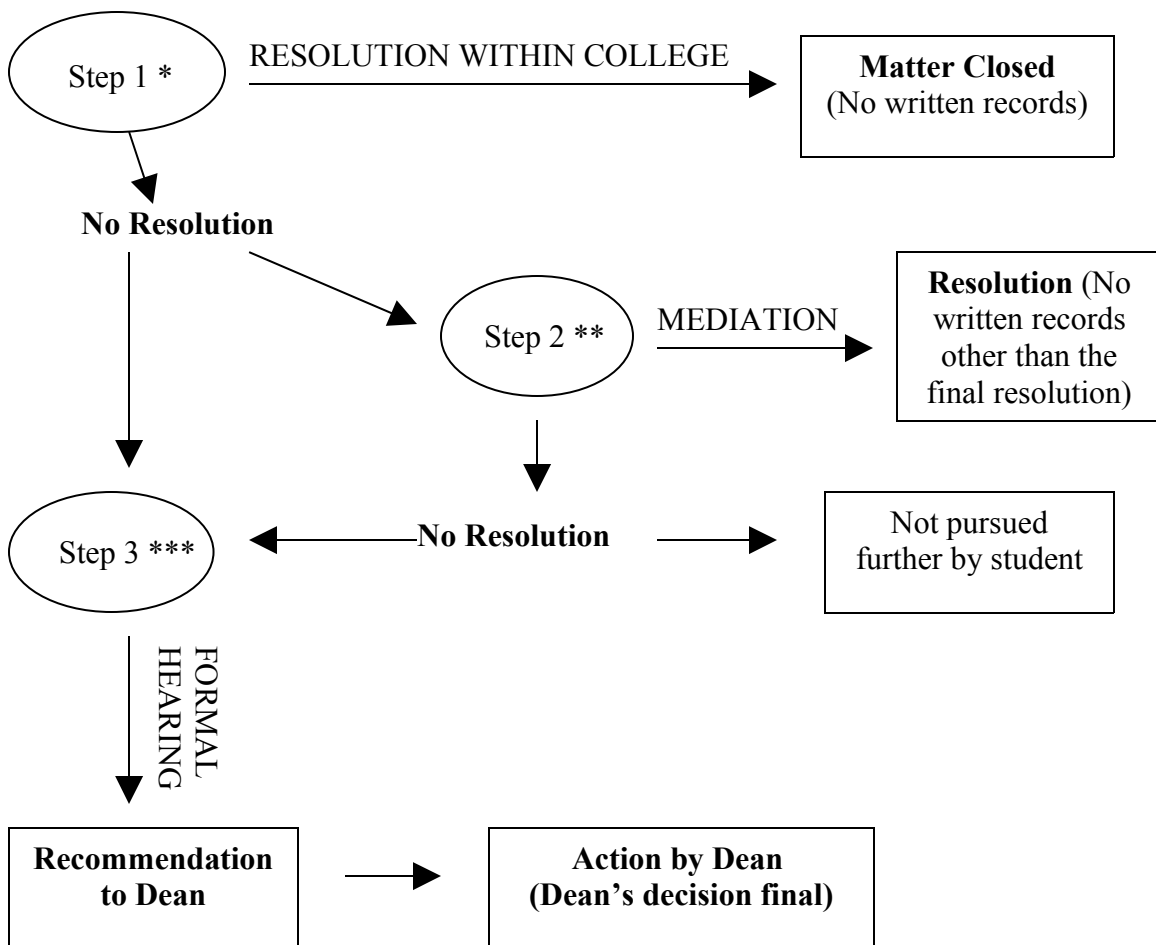 Step 1 *
RESOLUTION WITHIN COLLEGE
Matter Closed
(No written records)
No Resolution
Step 2 **
MEDIATION
Resolution (No
written records
other than the
final resolution)
Step 3 ***
No Resolution
Not pursued
further by student
FORMAL
HEARING
Recommendation
to Dean
Action by Dean
(Dean’s decision final)